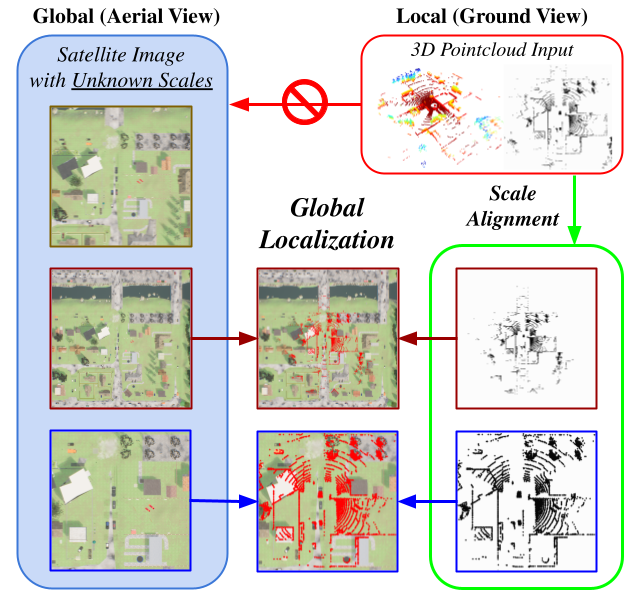 Global (Aerial View)
Local (Ground View)
Satellite Image
with Unknown Scales
3D Pointcloud Input
Scale
Alignment
Global
Localization